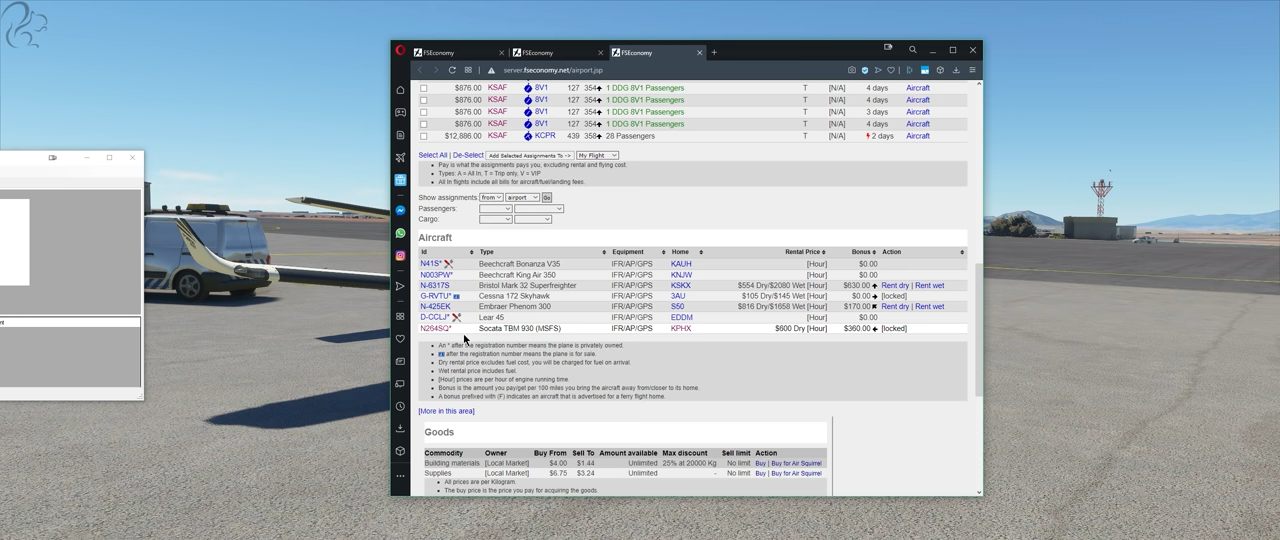 FSEconomy FSEconomy FSEconomy
server.fseconomy.net/airport.jsp
$876.00 KSAF 8V1 127 354 1 DDG 8V1 Passengers T [N/A] 4 days Aircraft
$876.00 KSAF 8V1 127 354 1 DDG 8V1 Passengers T [N/A] 4 days Aircraft
$876.00 KSAF 8V1 127 354 1 DDG 8V1 Passengers T [N/A] 3 days Aircraft
$876.00 KSAF 8V1 127 354 1 DDG 8V1 Passengers T [N/A] 4 days Aircraft
$12,886.00 KSAF KCPR 439 358 28 Passengers T [N/A] 2 days Aircraft
Select All | De-Select Add Selected Assignments To -> My Flight
Pay is what the assignments pays you, excluding rental and flying cost.
Types: A = All In, T = Trip only, V = VIP
All In flights include all bills for aircraft/fuel/landing fees.
Show assignments: from airport Go
Passengers:
Cargo:
Aircraft
Id Type Equipment Home Rental Price Bonus Action
N41S* Beechcraft Bonanza V35 IFR/AP/GPS KAUH [Hour] $0.00
N003PW* Beechcraft King Air 350 IFR/AP/GPS KNJW [Hour] $0.00
N-6317S Bristol Mark 32 Superfreighter IFR/AP/GPS KSKX $554 Dry/$2080 Wet [Hour] $630.00 Rent dry | Rent wet
G-RVTU* Cessna 172 Skyhawk IFR/AP/GPS 3AU $105 Dry/$145 Wet [Hour] $0.00 [locked]
N-425EK Embraer Phenom 300 IFR/AP/GPS S50 $816 Dry/$1658 Wet [Hour] $170.00 Rent dry | Rent wet
D-CCLJ* Lear 45 IFR/AP/GPS EDDM [Hour] $0.00
N264SQ* Socata TBM 930 (MSFS) IFR/AP/GPS KPHX $600 Dry [Hour] $360.00 [locked]
An * after the registration number means the plane is privately owned.
after the registration number means the plane is for sale.
Dry rental price excludes fuel cost, you will be charged for fuel on arrival.
Wet rental price includes fuel.
[Hour] prices are per hour of engine running time.
Bonus is the amount you pay/get per 100 miles you bring the aircraft away from/closer to its home.
A bonus prefixed with (F) indicates an aircraft that is advertised for a ferry flight home.
[More in this area]
Goods
Commodity Owner Buy From Sell To Amount available Max discount Sell limit Action
Building materials [Local Market] $4.00 $1.44 Unlimited 25% at 20000 Kg No limit Buy | Buy for Air Squirrel
Supplies [Local Market] $6.75 $3.24 Unlimited - No limit Buy | Buy for Air Squirrel
All prices are per Kilogram.
The buy price is the price you pay for acquiring the goods.